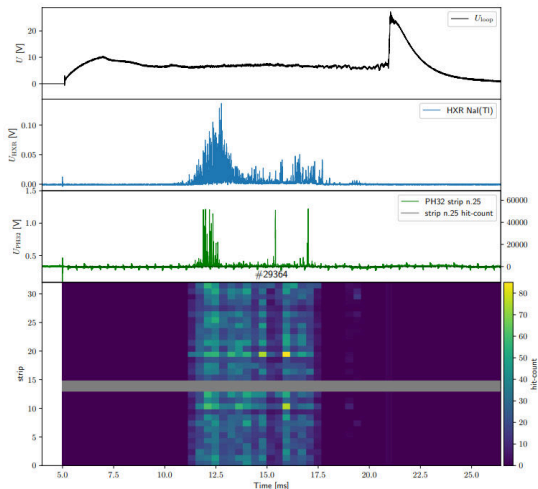 U_loop
U [V]
20
10
0
HXR NaI(Tl)
U_HXR [V]
0.10
0.05
0.00
PH32 strip n.25
strip n.25 hit-count
U_PH32 [V]
1.5
1.0
0.5
0.0
60000
40000
20000
0
#29364
strip
30
25
20
15
10
5
0
5.0 7.5 10.0 12.5 15.0 17.5 20.0 22.5 25.0
Time [ms]
80
70
60
50
40
30
20
10
0
hit-count